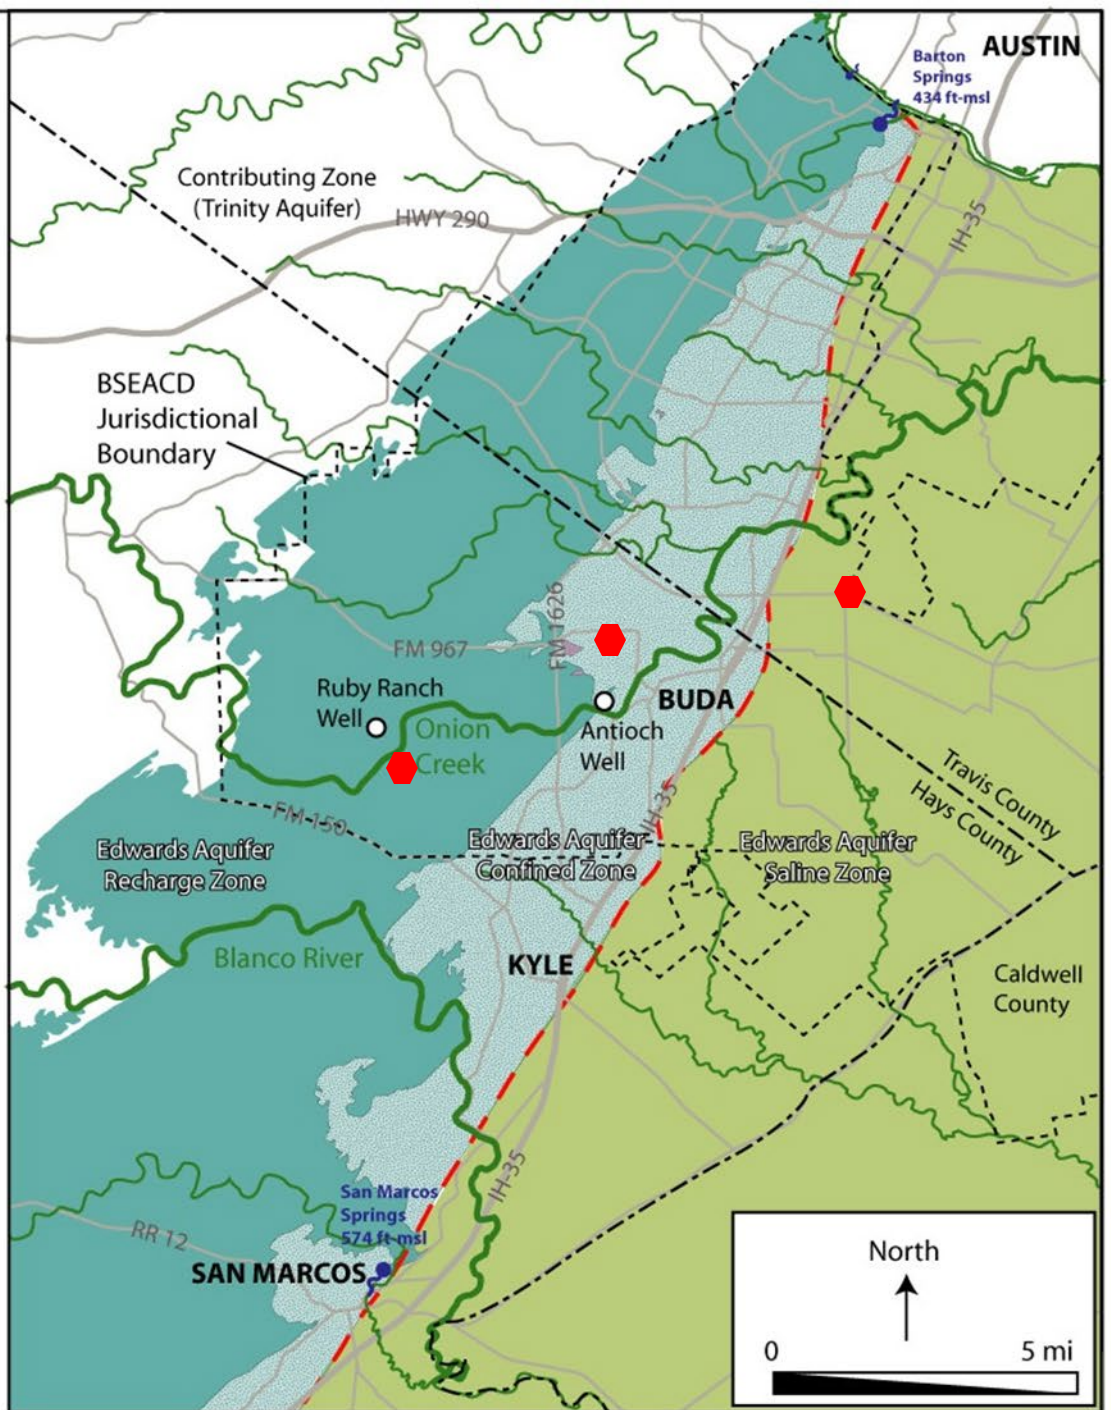 AUSTIN
Barton
Springs
434 ft-msl
Contributing Zone
(Trinity Aquifer)
HWY 290
IH-35
BSEACD
Jurisdictional
Boundary
FM 1626
FM 967
Ruby Ranch
Well
Onion
Creek
BUDA
Antioch
Well
FM 150
IH-35
Travis County
Hays County
Edwards Aquifer
Recharge Zone
Edwards Aquifer
Confined Zone
Edwards Aquifer
Saline Zone
Blanco River
KYLE
Caldwell
County
San Marcos
Springs
574 ft-msl
IH-35
RR 12
SAN MARCOS
North
0 5 mi